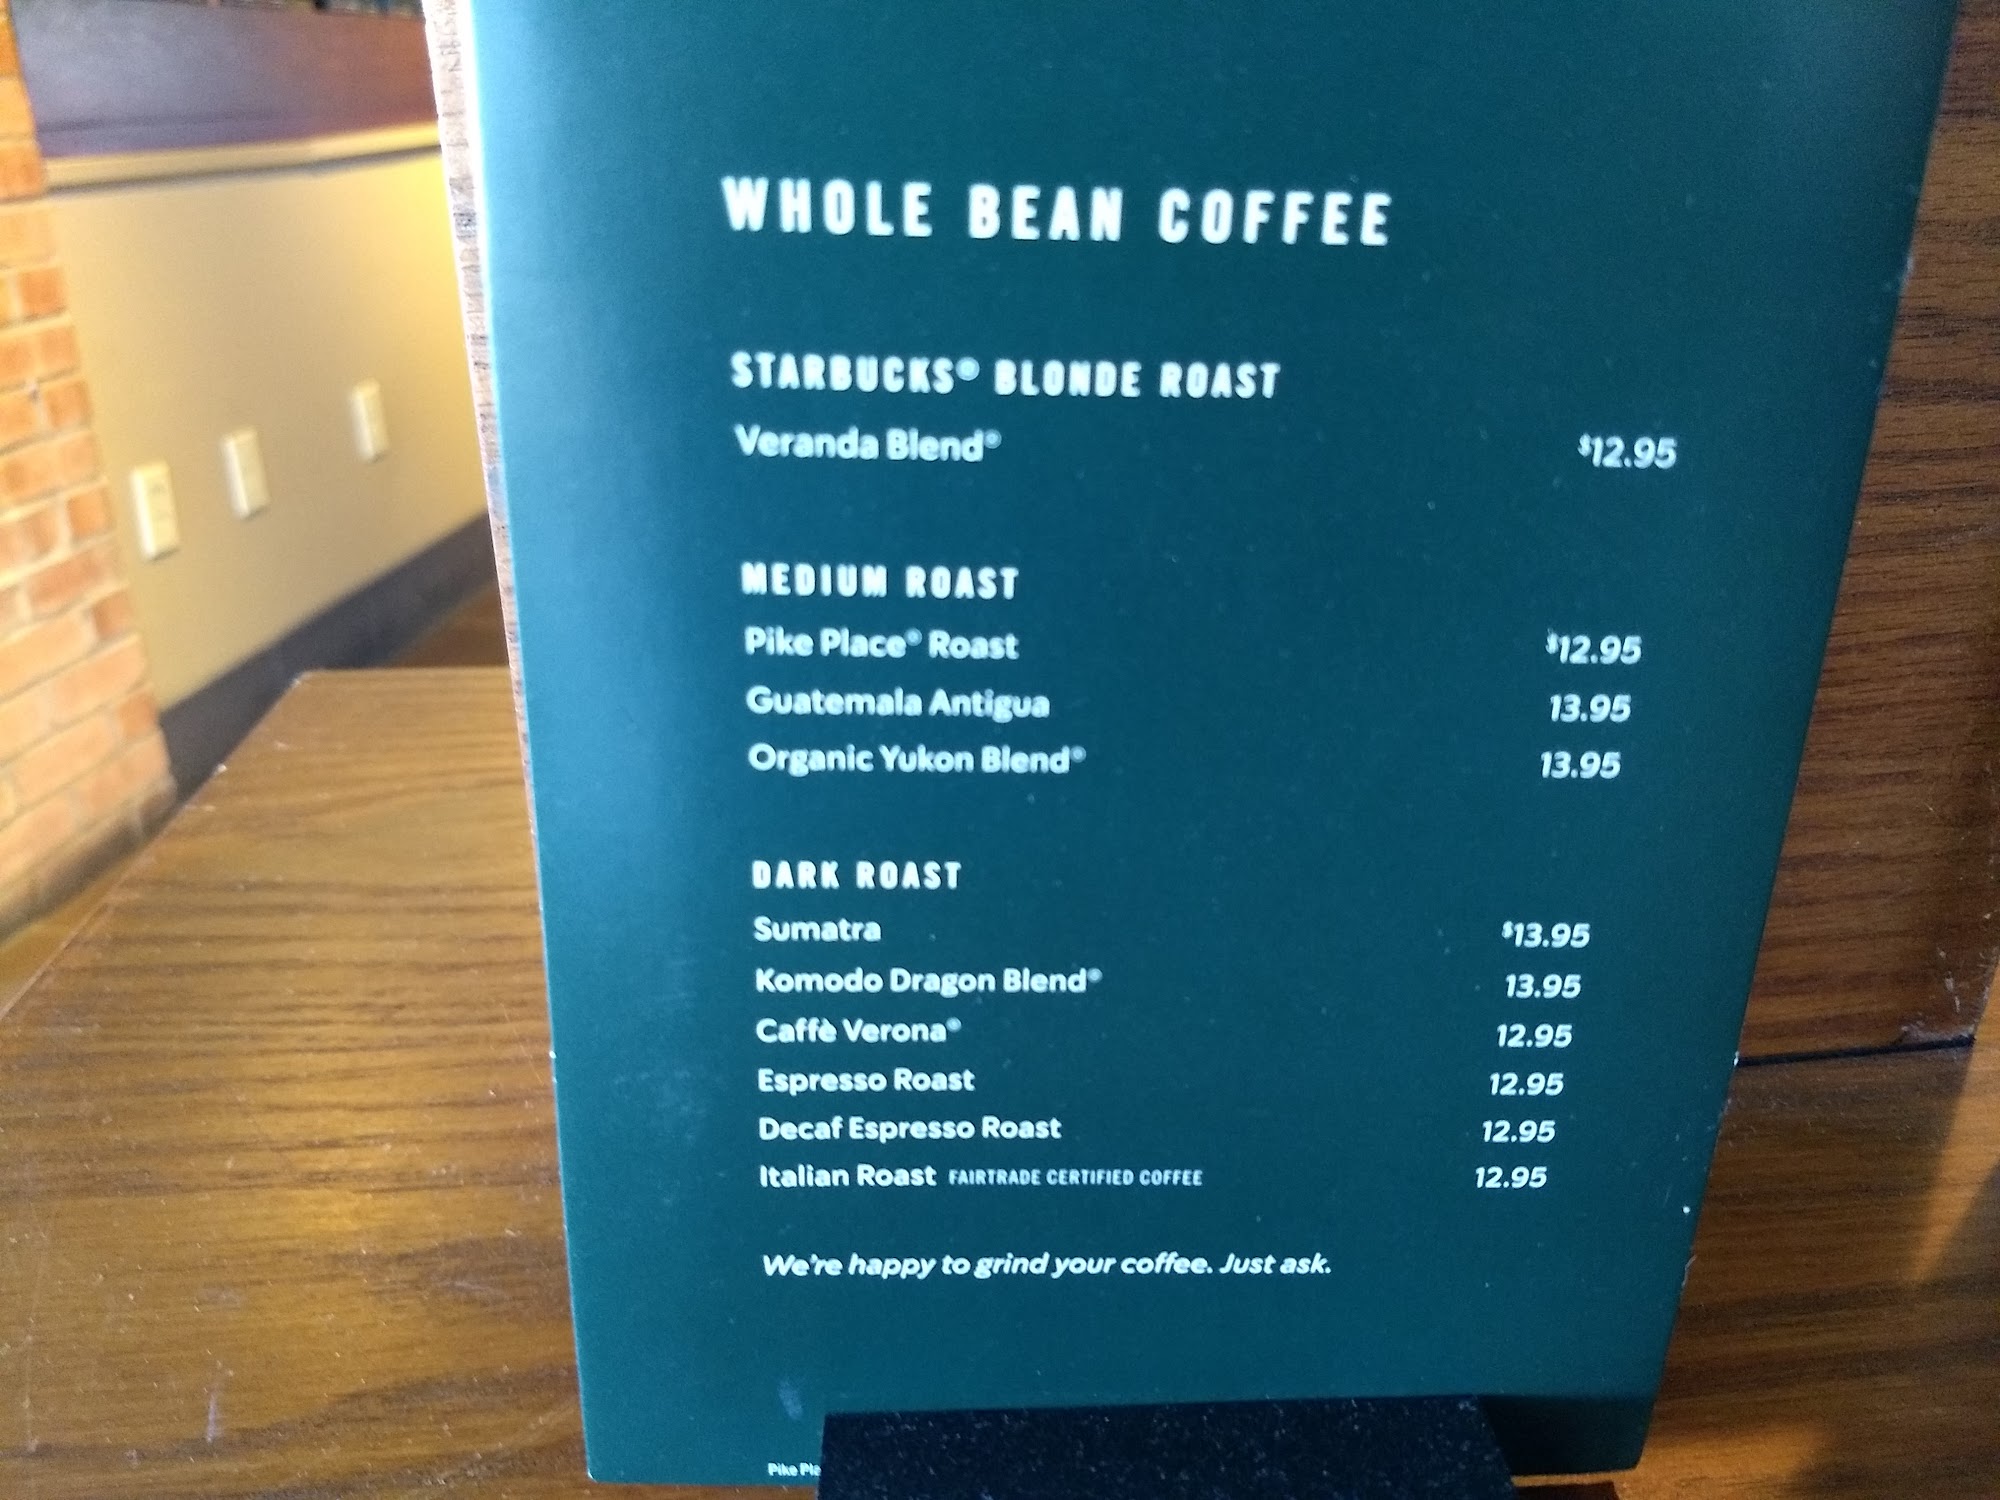 WHOLE BEAN COFFEE
STARBUCKS® BLONDE ROAST
Veranda Blend® $12.95
MEDIUM ROAST
Pike Place® Roast $12.95
Guatemala Antigua 13.95
Organic Yukon Blend® 13.95
DARK ROAST
Sumatra $13.95
Komodo Dragon Blend® 13.95
Caffè Verona® 12.95
Espresso Roast 12.95
Decaf Espresso Roast 12.95
Italian Roast FAIRTRADE CERTIFIED COFFEE 12.95
We're happy to grind your coffee. Just ask.
Pike